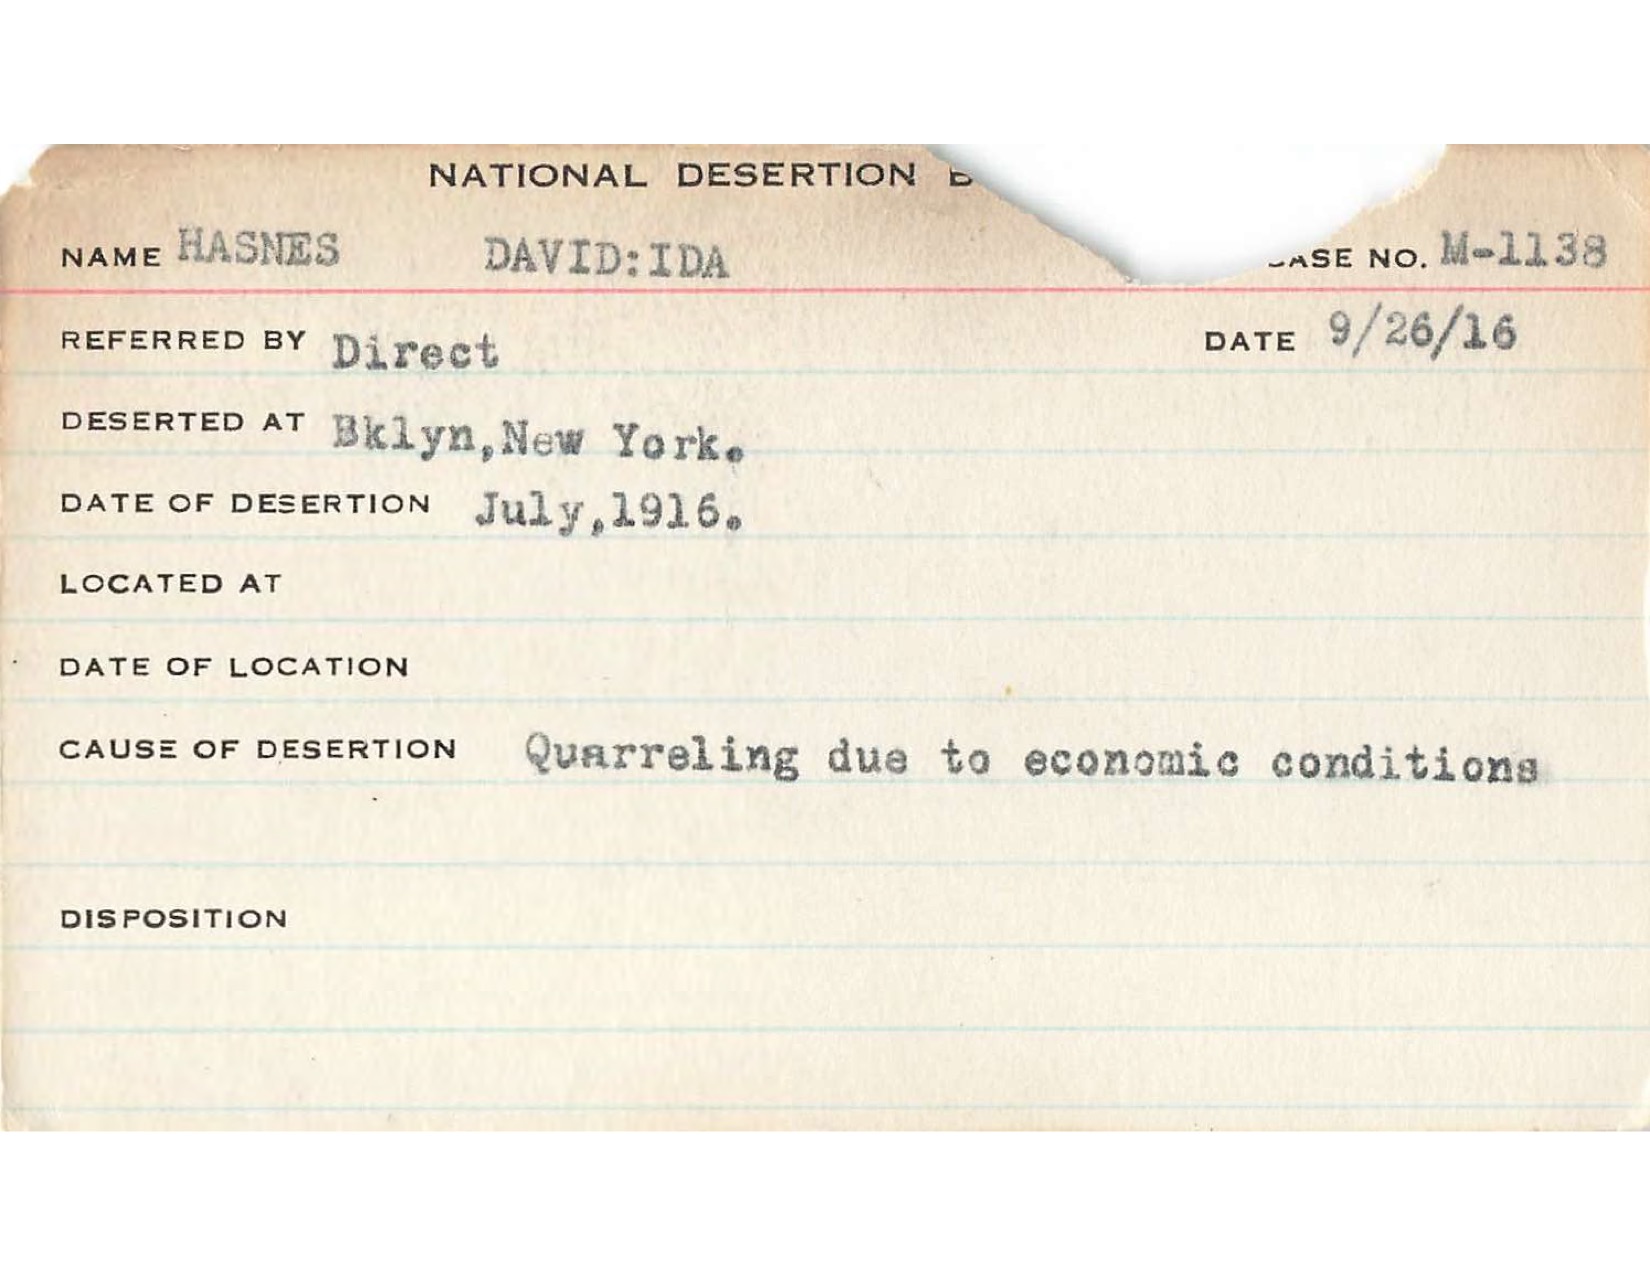 NATIONAL DESERTION
NAME HASNES DAVID:IDA CASE NO. M-1138
REFERRED BY Direct DATE 9/26/16
DESERTED AT Bklyn,New York.
DATE OF DESERTION July,1916.
LOCATED AT
DATE OF LOCATION
CAUSE OF DESERTION Quarreling due to economic conditions
DISPOSITION